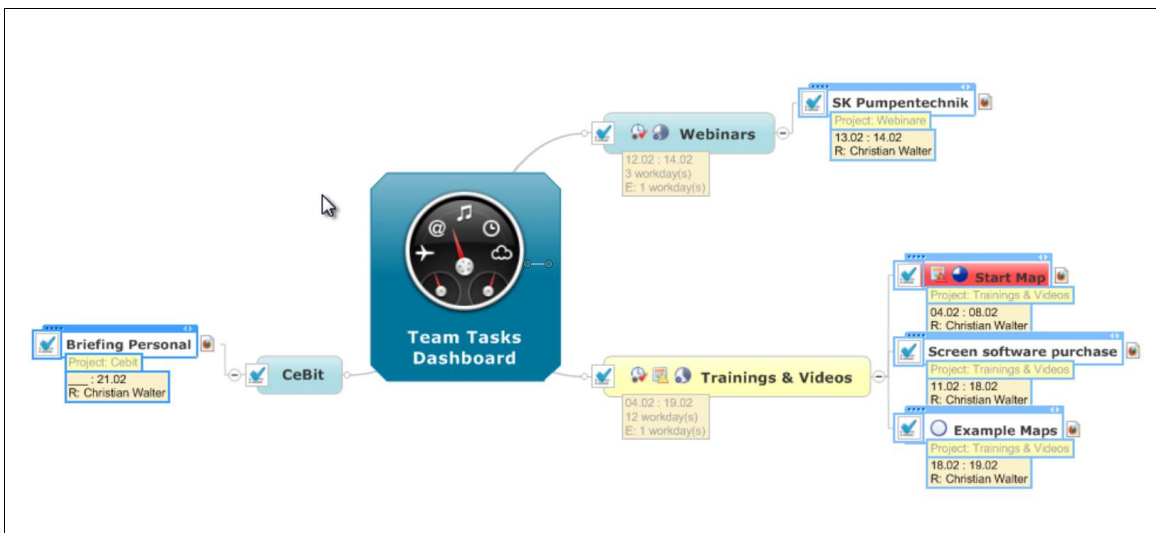 SK Pumpentechnik
Project: Webinare
13.02 : 14.02
R: Christian Walter
Webinars
12.02 : 14.02
3 workday(s)
E: 1 workday(s)
Team Tasks
Dashboard
Start Map
Project: Trainings & Videos
04.02 : 08.02
R: Christian Walter
Screen software purchase
Project: Trainings & Videos
11.02 : 18.02
R: Christian Walter
Example Maps
Project: Trainings & Videos
18.02 : 19.02
R: Christian Walter
Trainings & Videos
04.02 : 19.02
12 workday(s)
E: 1 workday(s)
CeBit
Briefing Personal
Project: Cebit
___ : 21.02
R: Christian Walter